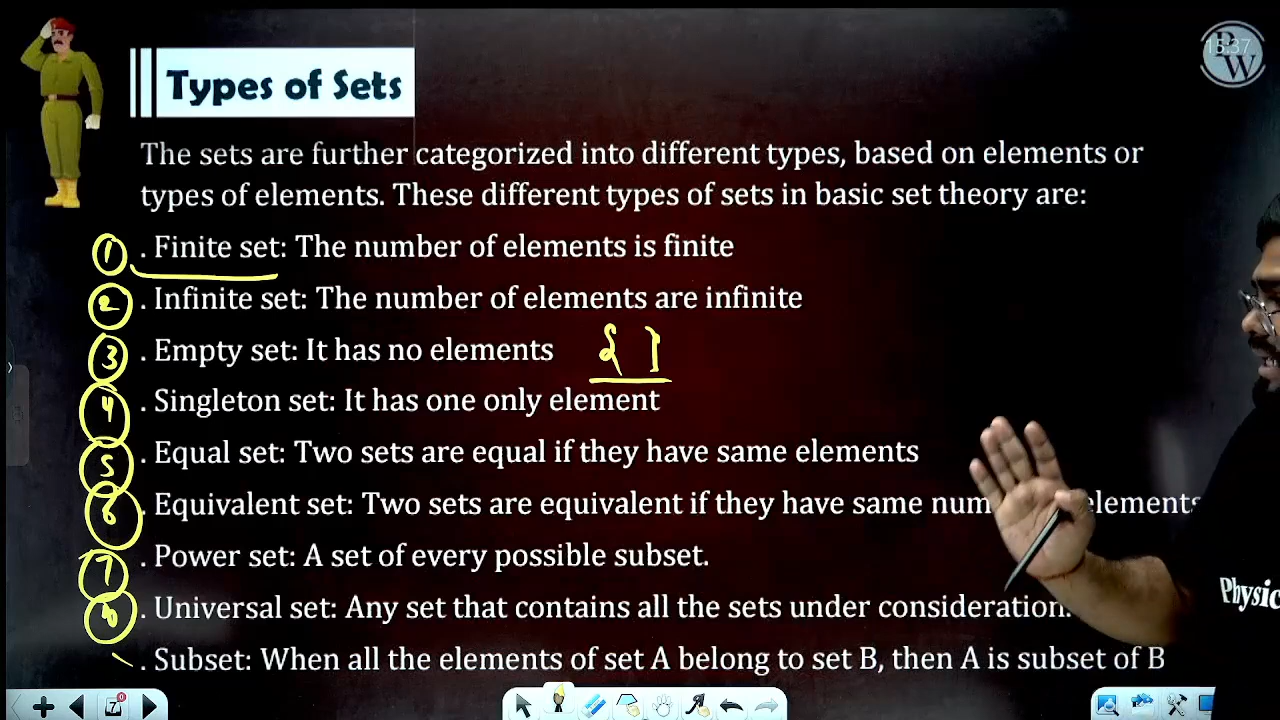 Types of Sets
15:37
PW
The sets are further categorized into different types, based on elements or
types of elements. These different types of sets in basic set theory are:
① . Finite set: The number of elements is finite
② . Infinite set: The number of elements are infinite
③ . Empty set: It has no elements { }
④ . Singleton set: It has one only element
⑤ . Equal set: Two sets are equal if they have same elements
⑥ . Equivalent set: Two sets are equivalent if they have same elements
⑦ . Power set: A set of every possible subset.
⑧ . Universal set: Any set that contains all the sets under consideration.
. Subset: When all the elements of set A belong to set B, then A is subset of B
Physic
7